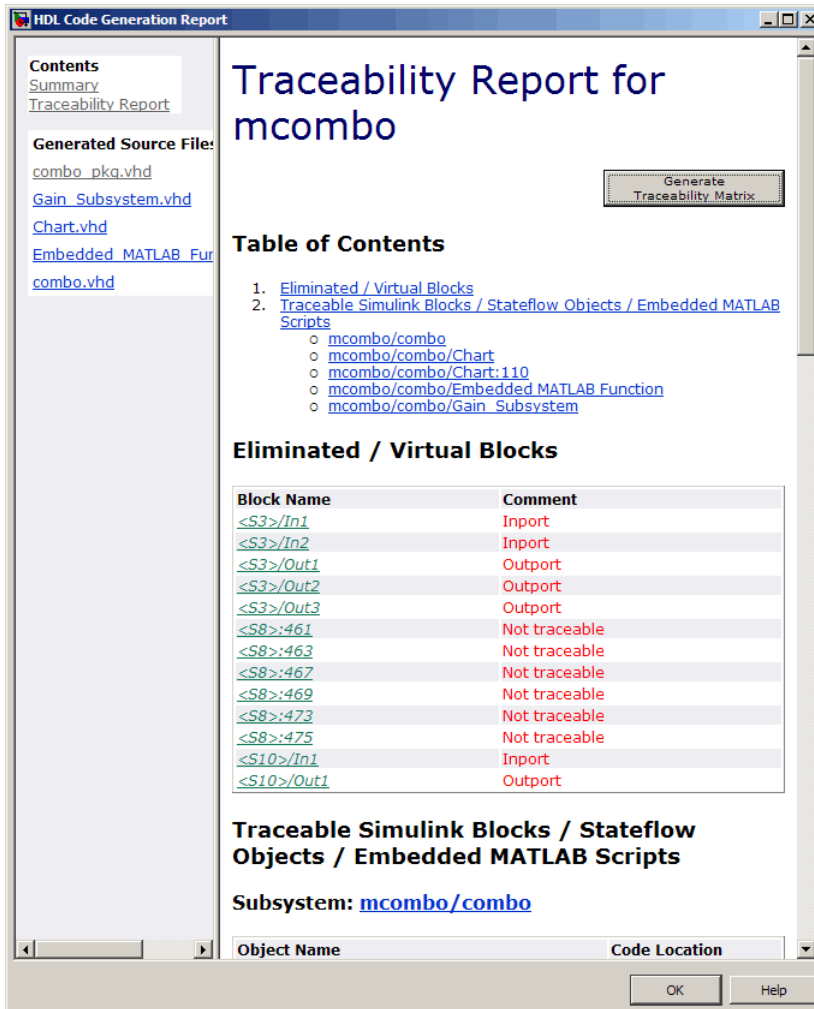 HDL Code Generation Report
Contents
Summary
Traceability Report
Generated Source Files
combo_pkg.vhd
Gain_Subsystem.vhd
Chart.vhd
Embedded_MATLAB_Fur
combo.vhd
Traceability Report for
mcombo
Generate
Traceability Matrix
Table of Contents
1. Eliminated / Virtual Blocks
2. Traceable Simulink Blocks / Stateflow Objects / Embedded MATLAB
Scripts
o mcombo/combo
o mcombo/combo/Chart
o mcombo/combo/Chart:110
o mcombo/combo/Embedded MATLAB Function
o mcombo/combo/Gain_Subsystem
Eliminated / Virtual Blocks
Block Name Comment
<S3>/In1 Inport
<S3>/In2 Inport
<S3>/Out1 Outport
<S3>/Out2 Outport
<S3>/Out3 Outport
<S8>:461 Not traceable
<S8>:463 Not traceable
<S8>:467 Not traceable
<S8>:469 Not traceable
<S8>:473 Not traceable
<S8>:475 Not traceable
<S10>/In1 Inport
<S10>/Out1 Outport
Traceable Simulink Blocks / Stateflow
Objects / Embedded MATLAB Scripts
Subsystem: mcombo/combo
Object Name Code Location
OK Help